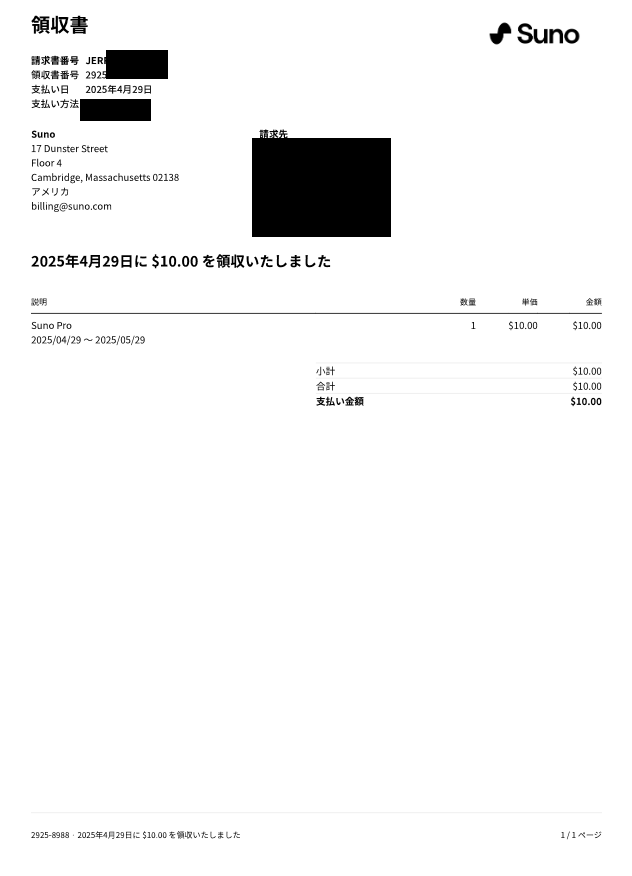 領収書
Suno
請求書番号 JER
領収書番号 2925
支払い日 2025年4月29日
支払い方法
Suno
17 Dunster Street
Floor 4
Cambridge, Massachusetts 02138
アメリカ
billing@suno.com
請求先
2025年4月29日に $10.00 を領収いたしました
説明 数量 単価 金額
Suno Pro 1 $10.00 $10.00
2025/04/29 〜 2025/05/29
小計 $10.00
合計 $10.00
支払い金額 $10.00
2925-8988 · 2025年4月29日に $10.00 を領収いたしました
1 / 1 ページ